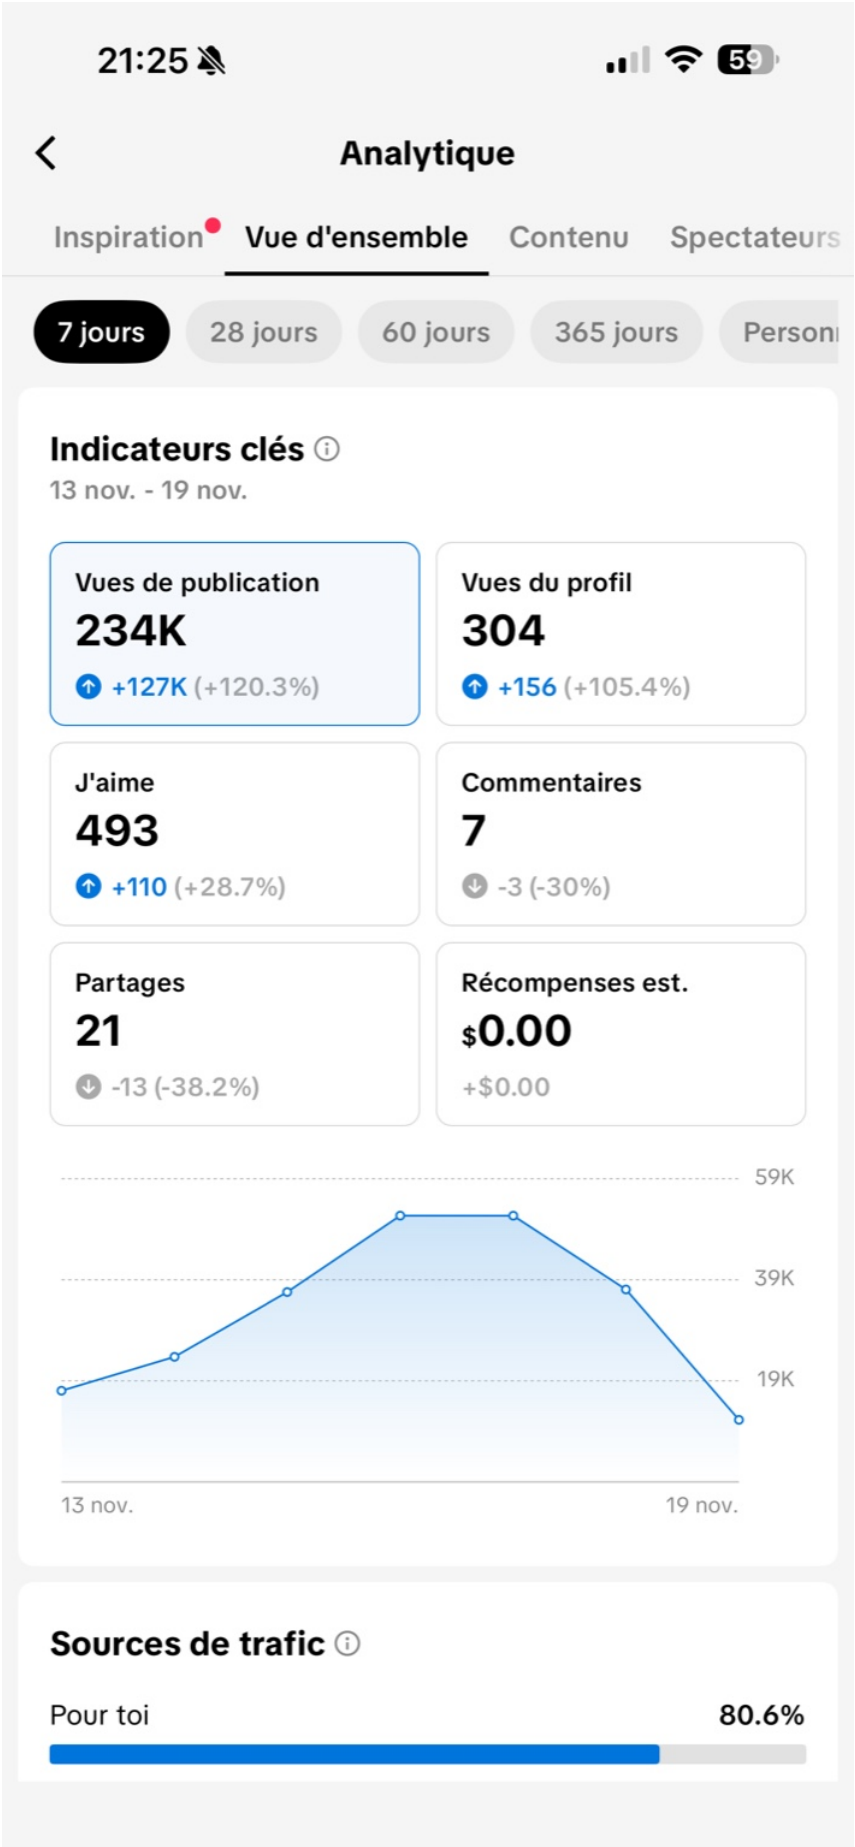 21:25
59
Analytique
Inspiration Vue d'ensemble Contenu Spectateurs
7 jours 28 jours 60 jours 365 jours Person
Indicateurs clés
13 nov. - 19 nov.
Vues de publication
234K
+127K (+120.3%)
Vues du profil
304
+156 (+105.4%)
J'aime
493
+110 (+28.7%)
Commentaires
7
-3 (-30%)
Partages
21
-13 (-38.2%)
Récompenses est.
$0.00
+$0.00
59K
39K
19K
13 nov. 19 nov.
Sources de trafic
Pour toi 80.6%